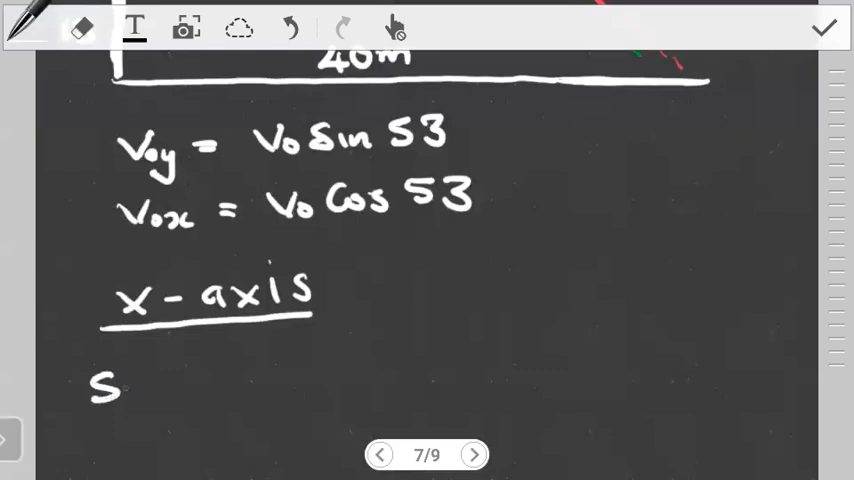 T
40m
Voy = Vo Sin 53
Vox = Vo Cos 53
x - axis
S
7/9